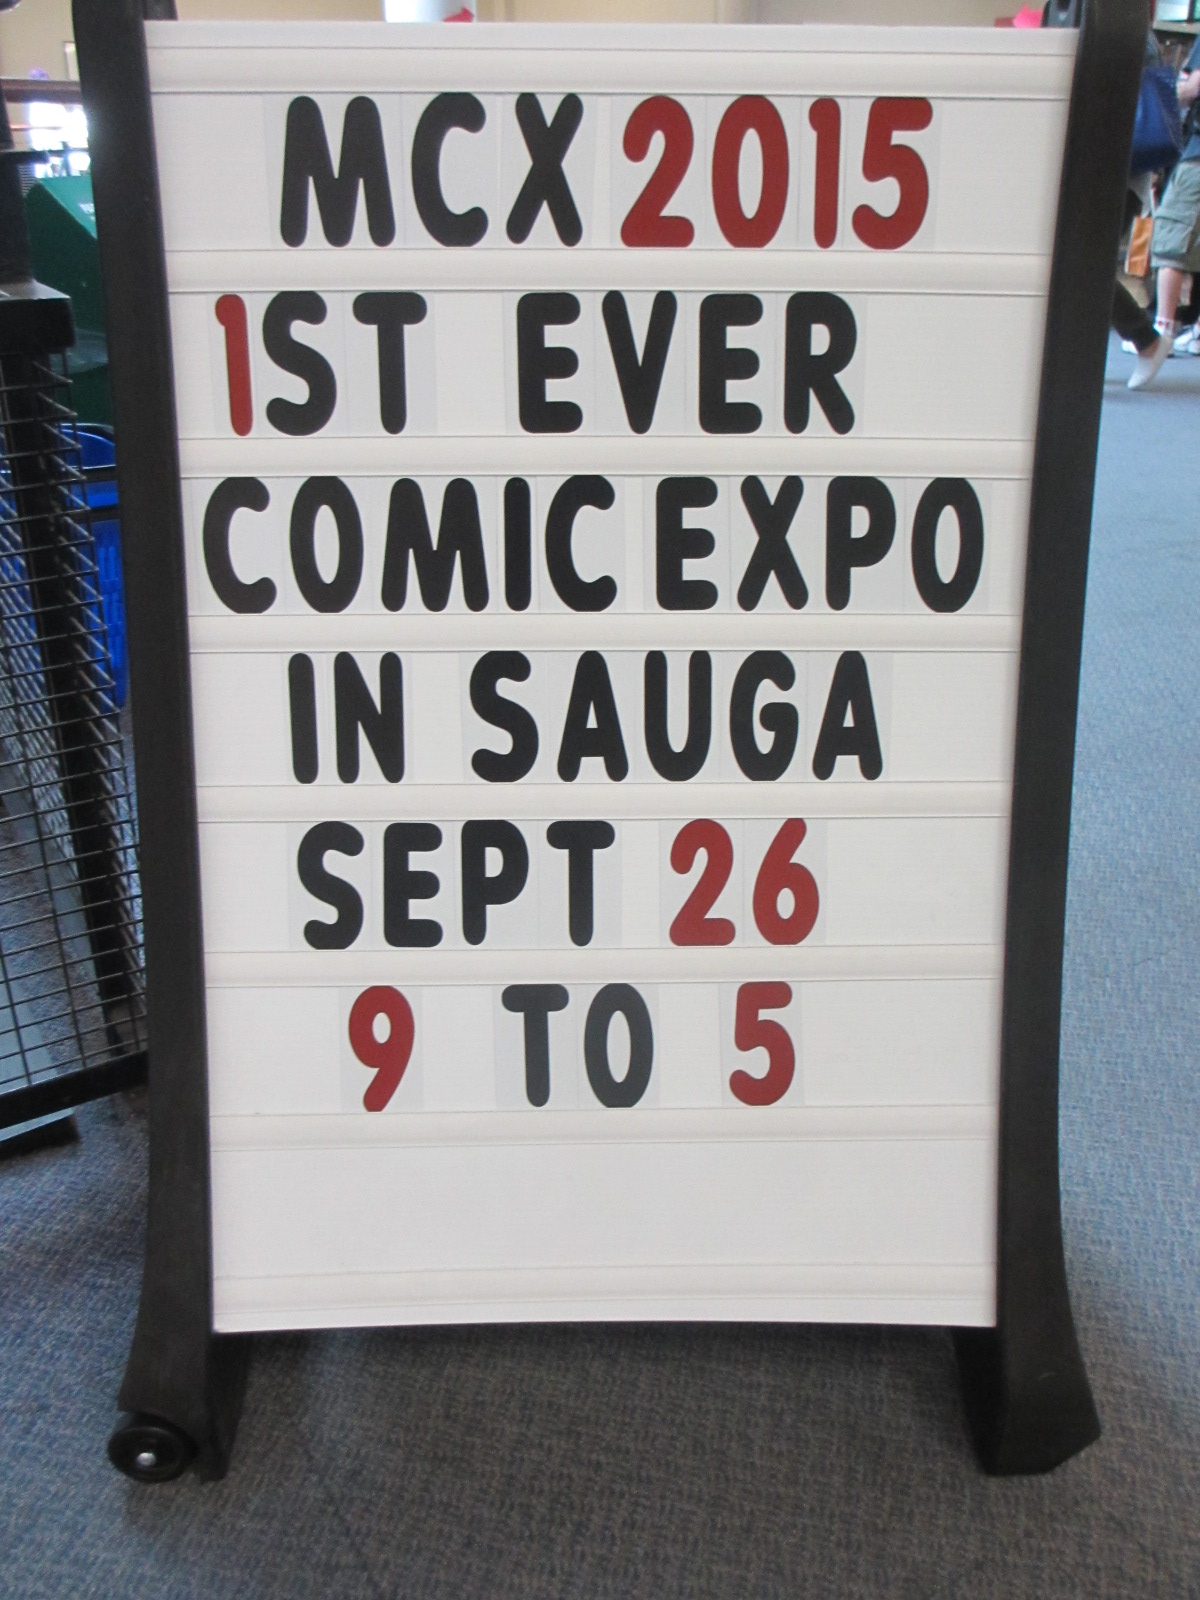 MCX 2015
1ST EVER
COMIC EXPO
IN SAUGA
SEPT 26
9 TO 5